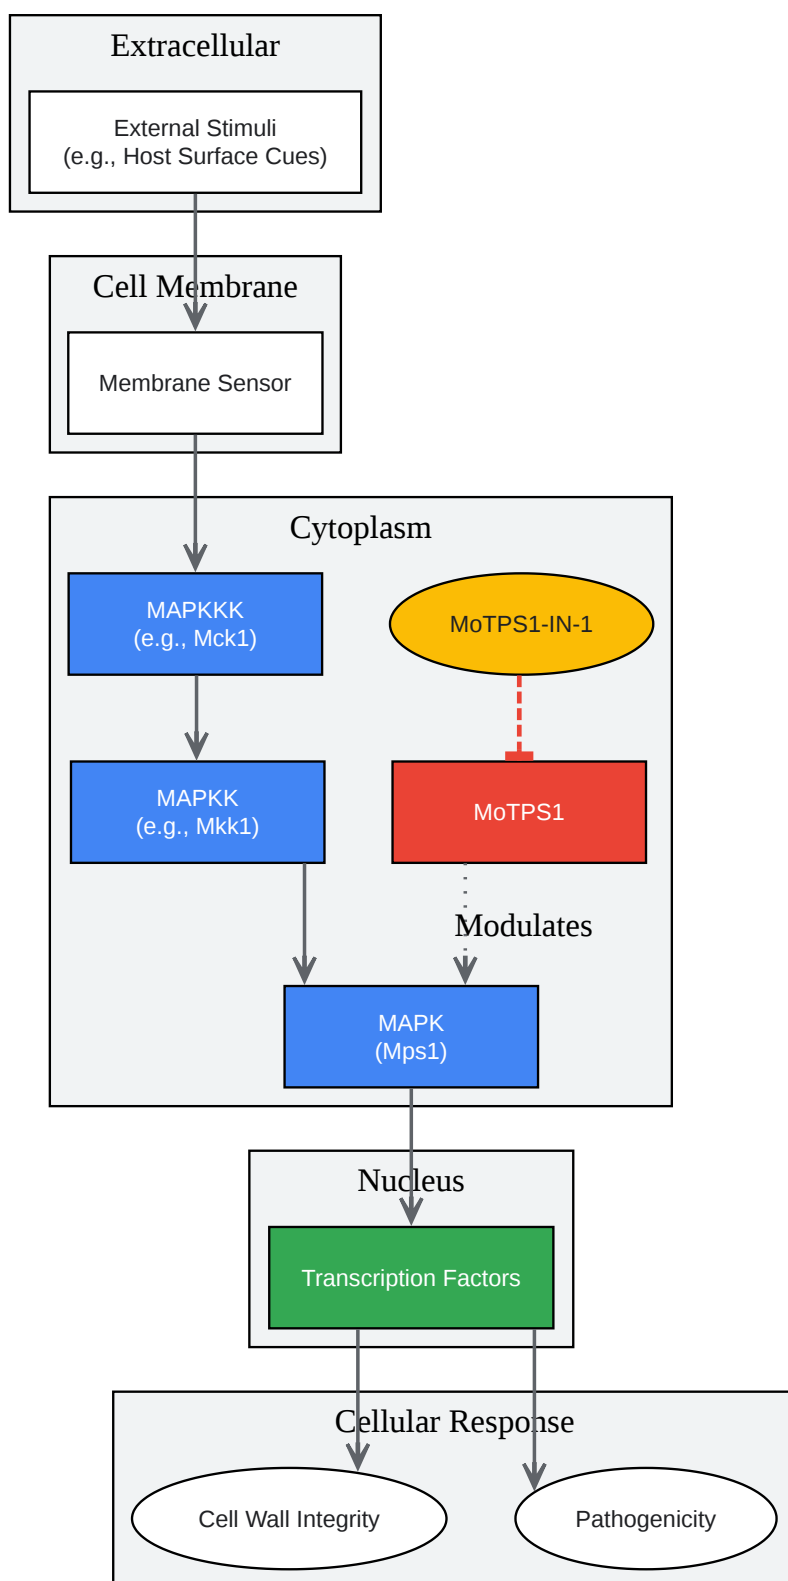 Extracellular
External Stimuli
(e.g., Host Surface Cues)
Cell Membrane
Membrane Sensor
Cytoplasm
MAPKKK
(e.g., Mck1)
MoTPS1-IN-1
MAPKK
(e.g., Mkk1)
MoTPS1
Modulates
MAPK
(Mps1)
Nucleus
Transcription Factors
Cellular Response
Cell Wall Integrity
Pathogenicity